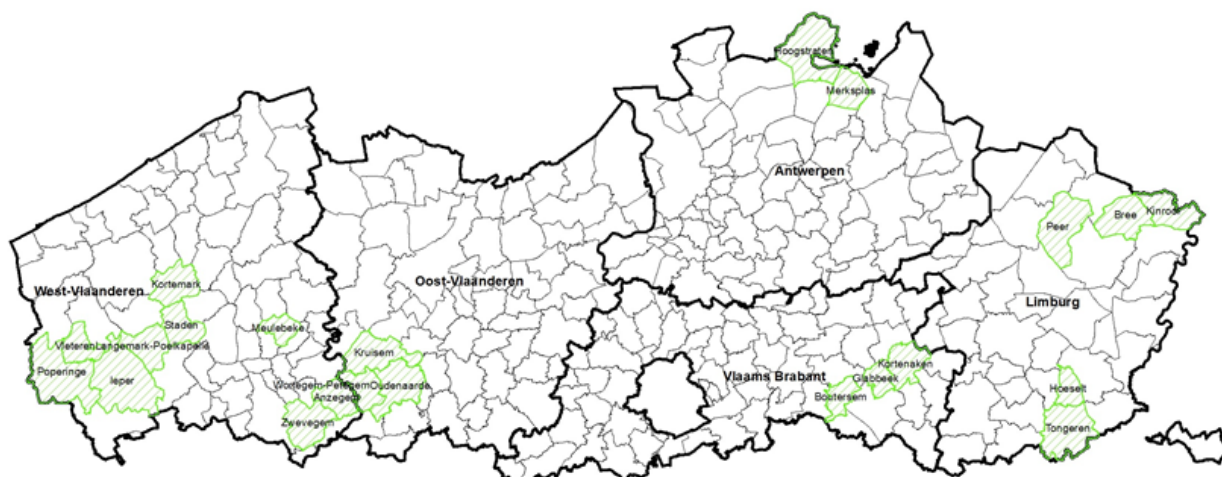 Hoogstraten
Merksplas
Antwerpen
Peer
Bree
Kinrooi
Kortemark
Oost-Vlaanderen
West-Vlaanderen
Limburg
Staden
Meulebeke
Vleteren
Langemark-Poelkapelle
Kruisem
Poperinge
Ieper
Kortenaken
Vlaams Brabant
Glabbeek
Wortegem-Petegem
Oudenaarde
Hoeselt
Anzegem
Boutersem
Zwevegem
Tongeren